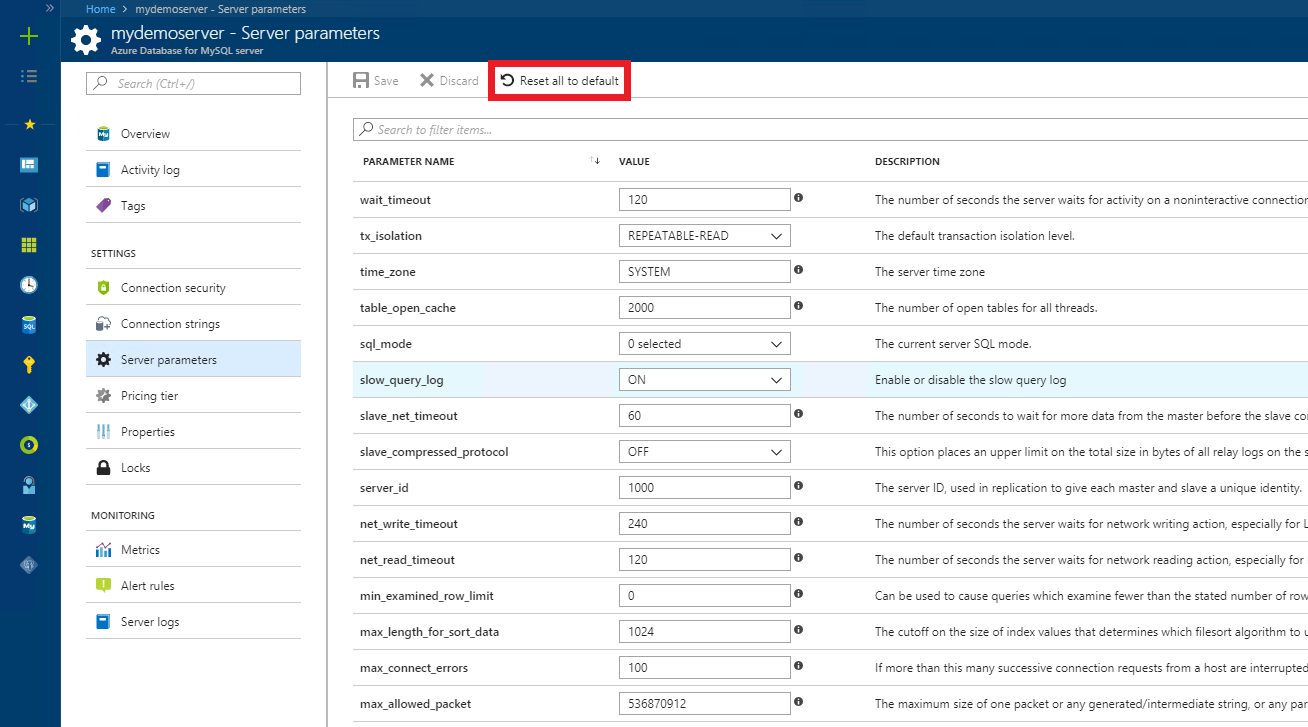 Home > mydemoserver - Server parameters
mydemoserver - Server parameters
Azure Database for MySQL server
Search (Ctrl+/)
Overview
Activity log
Tags
SETTINGS
Connection security
Connection strings
Server parameters
Pricing tier
Properties
Locks
MONITORING
Metrics
Alert rules
Server logs
Save Discard Reset all to default
Search to filter items...
PARAMETER NAME VALUE DESCRIPTION
wait_timeout 120 The number of seconds the server waits for activity on a noninteractive connection
tx_isolation REPEATABLE-READ The default transaction isolation level.
time_zone SYSTEM The server time zone
table_open_cache 2000 The number of open tables for all threads.
sql_mode 0 selected The current server SQL mode.
slow_query_log ON Enable or disable the slow query log
slave_net_timeout 60 The number of seconds to wait for more data from the master before the slave
slave_compressed_protocol OFF This option places an upper limit on the total size in bytes of all relay logs on the
server_id 1000 The server ID, used in replication to give each master and slave a unique identity.
net_write_timeout 240 The number of seconds the server waits for network writing action, especially for
net_read_timeout 120 The number of seconds the server waits for network reading action, especially for
min_examined_row_limit 0 Can be used to cause queries which examine fewer than the stated number of
max_length_for_sort_data 1024 The cutoff on the size of index values that determines which filesort algorithm to
max_connect_errors 100 If more than this many successive connection requests from a host are interrupted
max_allowed_packet 536870912 The maximum size of one packet or any generated/intermediate string, or any